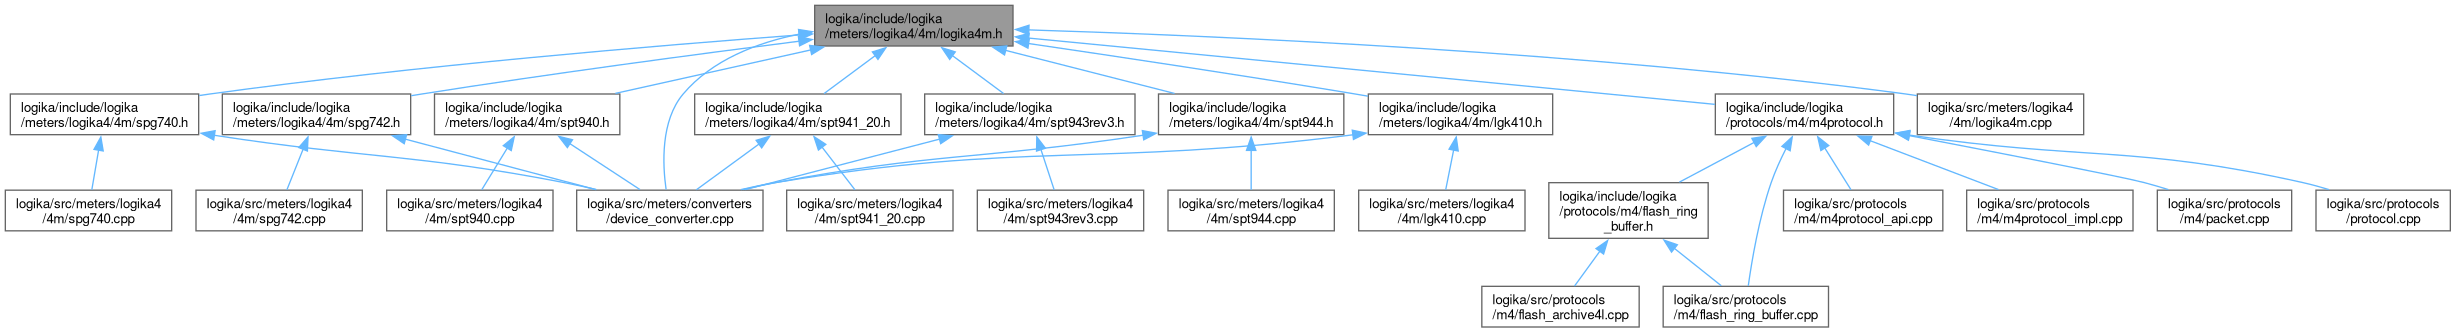 logika/include/logika
/meters/logika4/4m/logika4m.h
logika/include/logika
/meters/logika4/4m/spg740.h
logika/include/logika
/meters/logika4/4m/spg742.h
logika/include/logika
/meters/logika4/4m/spt940.h
logika/include/logika
/meters/logika4/4m/spt941_20.h
logika/include/logika
/meters/logika4/4m/spt943rev3.h
logika/include/logika
/meters/logika4/4m/spt944.h
logika/include/logika
/meters/logika4/4m/lgk410.h
logika/include/logika
/protocols/m4/m4protocol.h
logika/src/meters/logika4
/4m/logika4m.cpp
logika/src/meters/logika4
/4m/spg740.cpp
logika/src/meters/logika4
/4m/spg742.cpp
logika/src/meters/logika4
/4m/spt940.cpp
logika/src/meters/converters
/device_converter.cpp
logika/src/meters/logika4
/4m/spt941_20.cpp
logika/src/meters/logika4
/4m/spt943rev3.cpp
logika/src/meters/logika4
/4m/spt944.cpp
logika/src/meters/logika4
/4m/lgk410.cpp
logika/include/logika
/protocols/m4/flash_ring
_buffer.h
logika/src/protocols
/m4/m4protocol_api.cpp
logika/src/protocols
/m4/m4protocol_impl.cpp
logika/src/protocols
/m4/packet.cpp
logika/src/protocols
/protocol.cpp
logika/src/protocols
/m4/flash_archive4l.cpp
logika/src/protocols
/m4/flash_ring_buffer.cpp